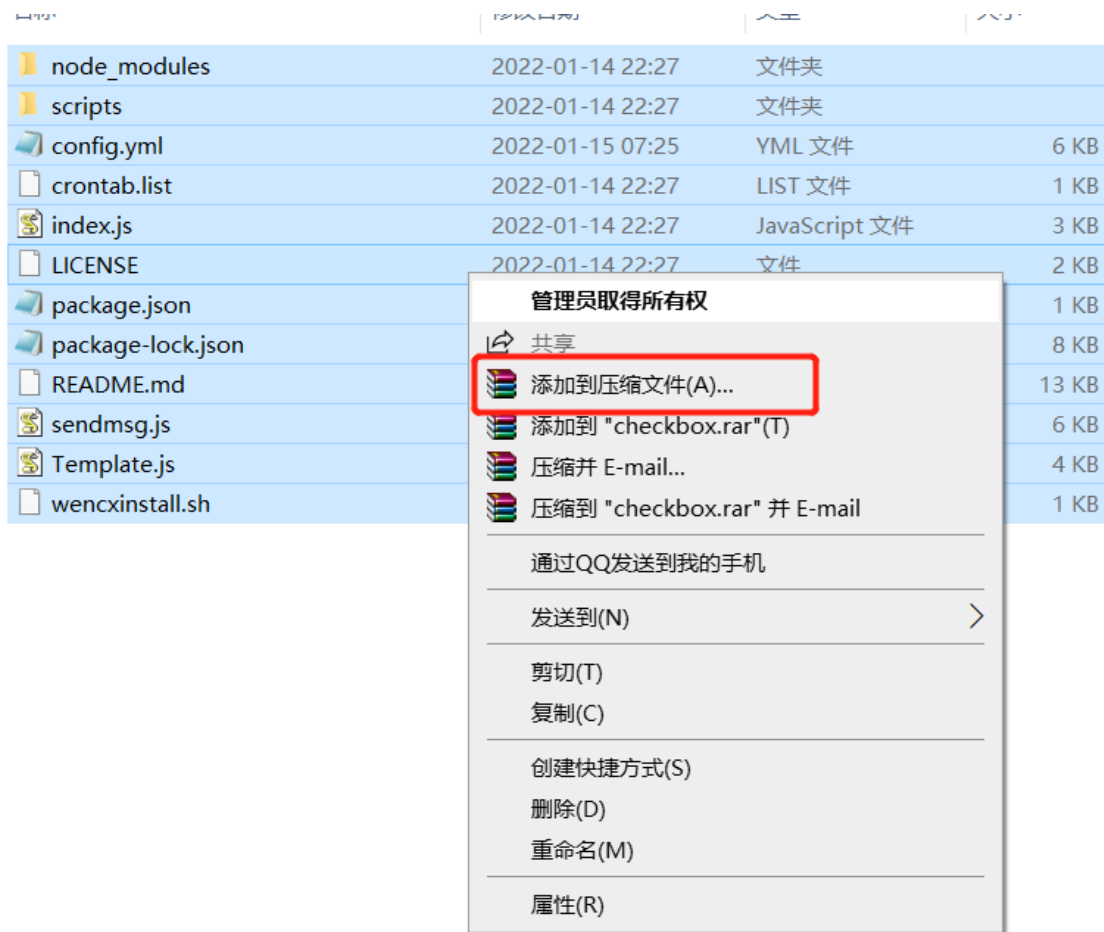 node_modules 2022-01-14 22:27 文件夹
scripts 2022-01-14 22:27 文件夹
config.yml 2022-01-15 07:25 YML 文件 6 KB
crontab.list 2022-01-14 22:27 LIST 文件 1 KB
index.js 2022-01-14 22:27 JavaScript 文件 3 KB
LICENSE 2022-01-14 22:27 文件 2 KB
package.json 1 KB
package-lock.json 8 KB
README.md 13 KB
sendmsg.js 6 KB
Template.js 4 KB
wencxinstall.sh 1 KB
管理员取得所有权
共享
添加到压缩文件(A)...
添加到 "checkbox.rar"(T)
压缩并 E-mail...
压缩到 "checkbox.rar" 并 E-mail
通过QQ发送到我的手机
发送到(N)
剪切(T)
复制(C)
创建快捷方式(S)
删除(D)
重命名(M)
属性(R)